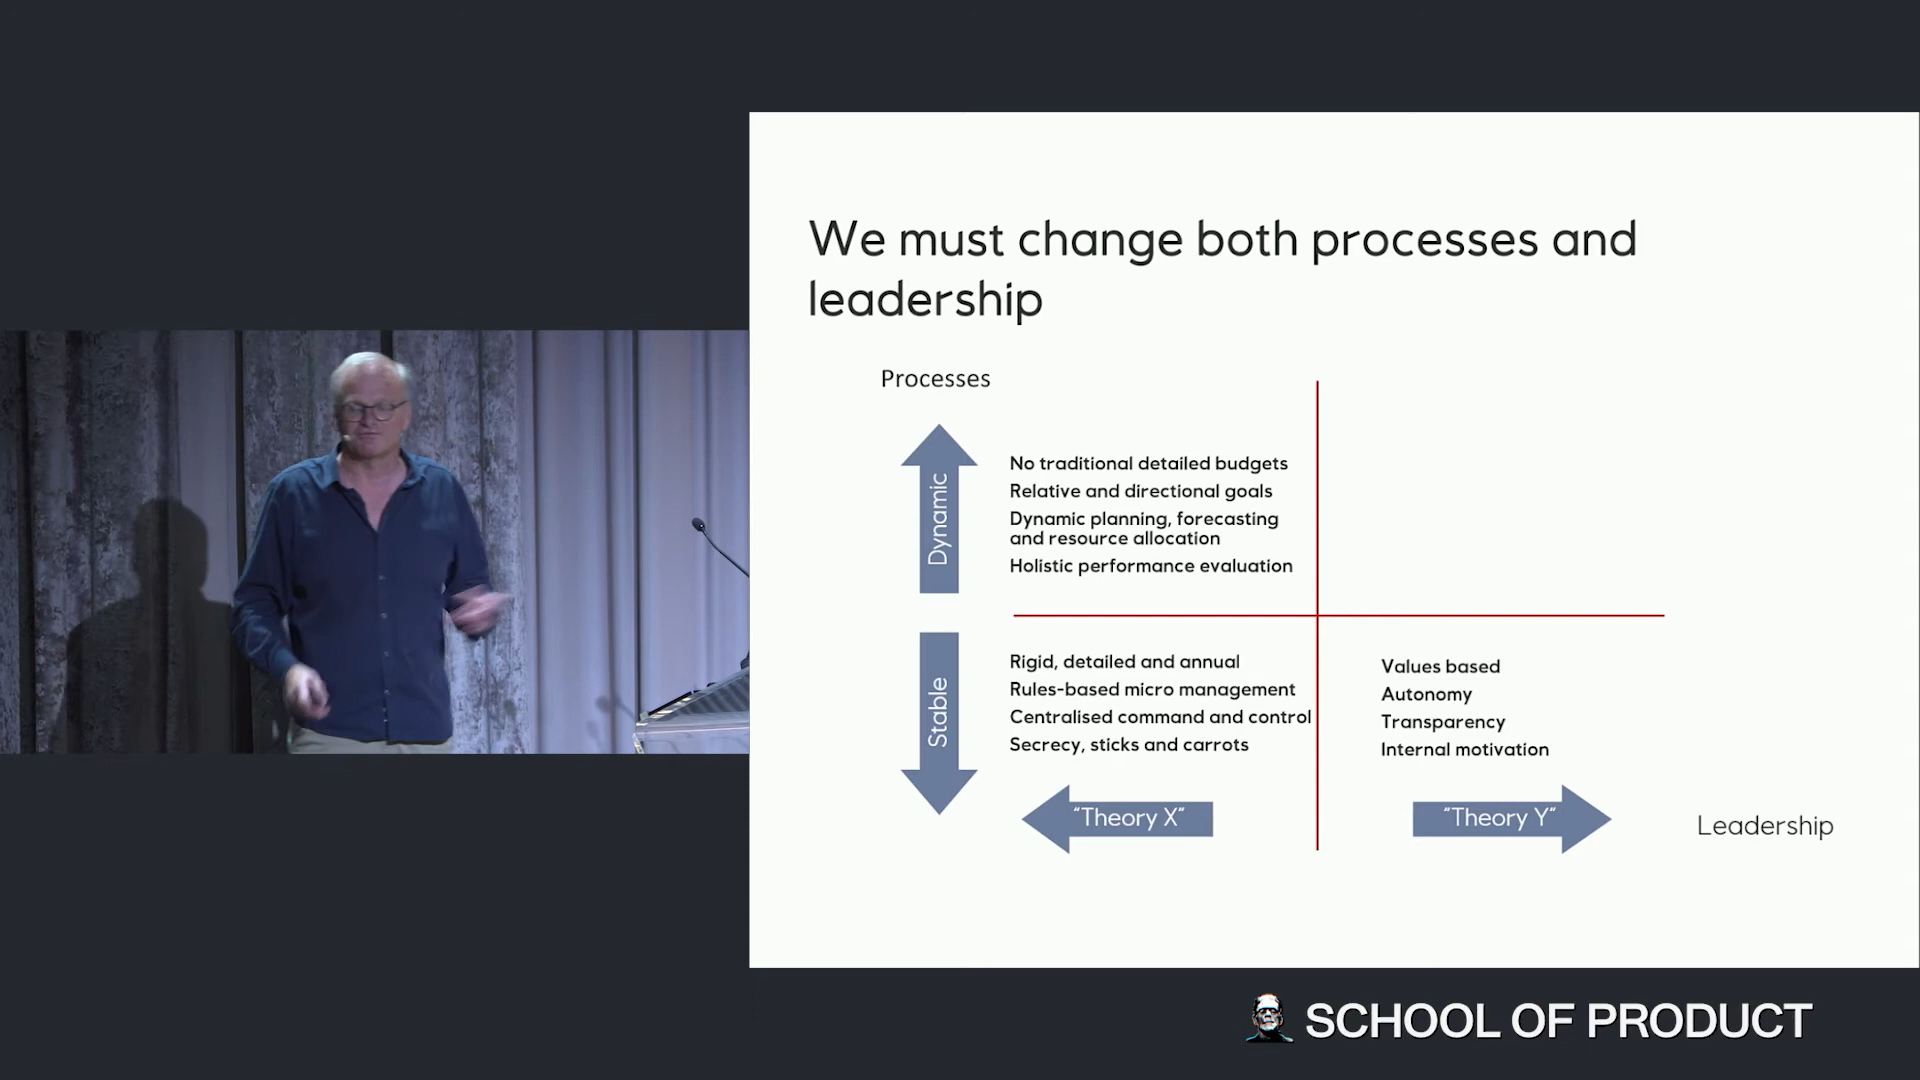 We must change both processes and
leadership
Processes
Dynamic
No traditional detailed budgets
Relative and directional goals
Dynamic planning, forecasting
and resource allocation
Holistic performance evaluation
Stable
Rigid, detailed and annual
Rules-based micro management
Centralised command and control
Secrecy, sticks and carrots
Values based
Autonomy
Transparency
Internal motivation
“Theory X”
“Theory Y”
Leadership
SCHOOL OF PRODUCT